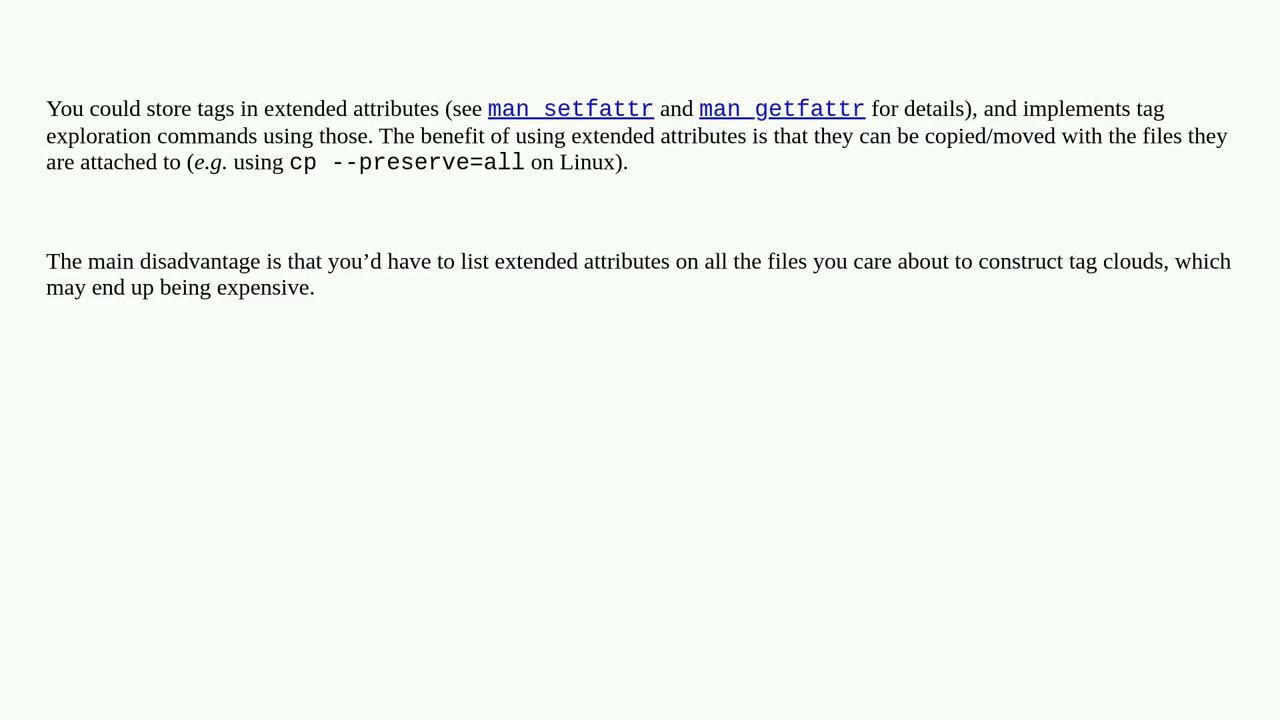 You could store tags in extended attributes (see man setfattr and man getfattr for details), and implements tag
exploration commands using those. The benefit of using extended attributes is that they can be copied/moved with the files they
are attached to (e.g. using cp --preserve=all on Linux).
The main disadvantage is that you’d have to list extended attributes on all the files you care about to construct tag clouds, which
may end up being expensive.